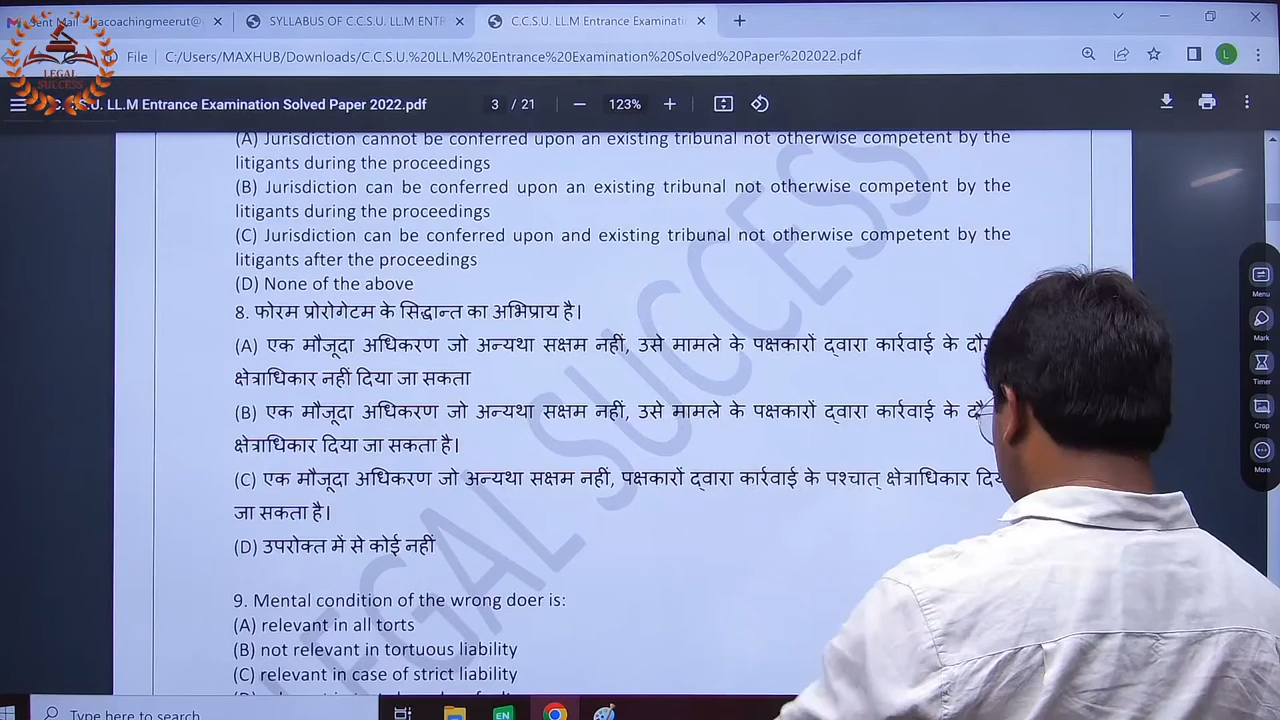 Sent Mail - lsacoachingmeerut@
SYLLABUS OF C.C.S.U. LL.M ENTR
C.C.S.U. LL.M Entrance Examinati
File
C:/Users/MAXHUB/Downloads/C.C.S.U.%20LL.M%20Entrance%20Examination%20Solved%20Paper%202022.pdf
L
LEGAL
SUCCESS
C.C.S.U. LL.M Entrance Examination Solved Paper 2022.pdf
3 / 21
123%
(A) Jurisdiction cannot be conferred upon an existing tribunal not otherwise competent by the
litigants during the proceedings
(B) Jurisdiction can be conferred upon an existing tribunal not otherwise competent by the
litigants during the proceedings
(C) Jurisdiction can be conferred upon and existing tribunal not otherwise competent by the
litigants after the proceedings
(D) None of the above
8. फोरम प्रोरोगेटम के सिद्धान्त का अभिप्राय है।
(A) एक मौजूदा अधिकरण जो अन्यथा सक्षम नहीं, उसे मामले के पक्षकारों द्वारा कार्रवाई के
क्षेत्राधिकार नहीं दिया जा सकता
(B) एक मौजूदा अधिकरण जो अन्यथा सक्षम नहीं, उसे मामले के पक्षकारों द्वारा कार्रवाई के
क्षेत्राधिकार दिया जा सकता है।
(C) एक मौजूदा अधिकरण जो अन्यथा सक्षम नहीं, पक्षकारों द्वारा कार्रवाई के पश्चात् क्षेत्राधिकार
जा सकता है।
(D) उपरोक्त में से कोई नहीं
9. Mental condition of the wrong doer is:
(A) relevant in all torts
(B) not relevant in tortuous liability
(C) relevant in case of strict liability
LEGAL SUCCESS
Menu
Mark
Timer
Crop
More
Type here to search
EN